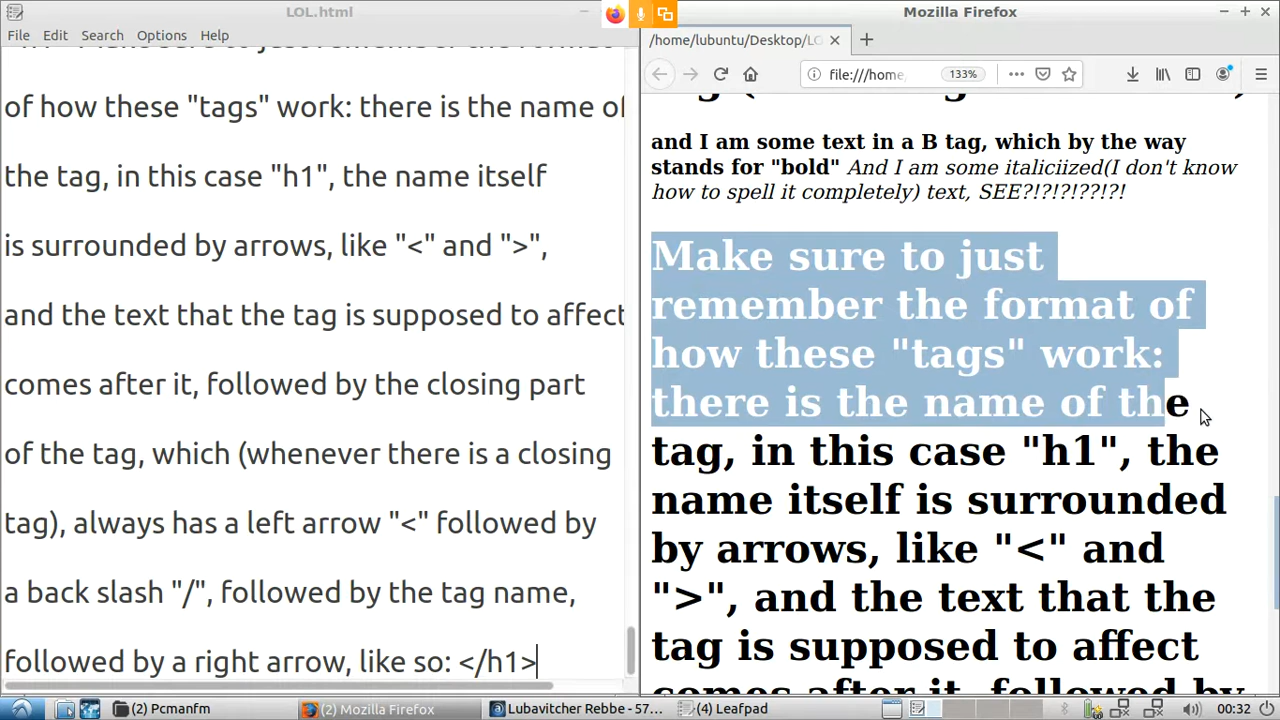 LOL.html
File Edit Search Options Help
of how these "tags" work: there is the name of
the tag, in this case "h1", the name itself
is surrounded by arrows, like "<" and ">",
and the text that the tag is supposed to affect
comes after it, followed by the closing part
of the tag, which (whenever there is a closing
tag), always has a left arrow "<" followed by
a back slash "/", followed by the tag name,
followed by a right arrow, like so: </h1>
Mozilla Firefox
/home/lubuntu/Desktop/LO
file:///home, 133%
and I am some text in a B tag, which by the way
stands for "bold" And I am some italiciized(I don't know
how to spell it completely) text, SEE?!?!?!??!?!
Make sure to just
remember the format of
how these "tags" work:
there is the name of the
tag, in this case "h1", the
name itself is surrounded
by arrows, like "<" and
">", and the text that the
tag is supposed to affect
comes after it, followed by
(2) Pcmanfm (2) Mozilla Firefox Lubavitcher Rebbe - 57... (4) Leafpad 00:32